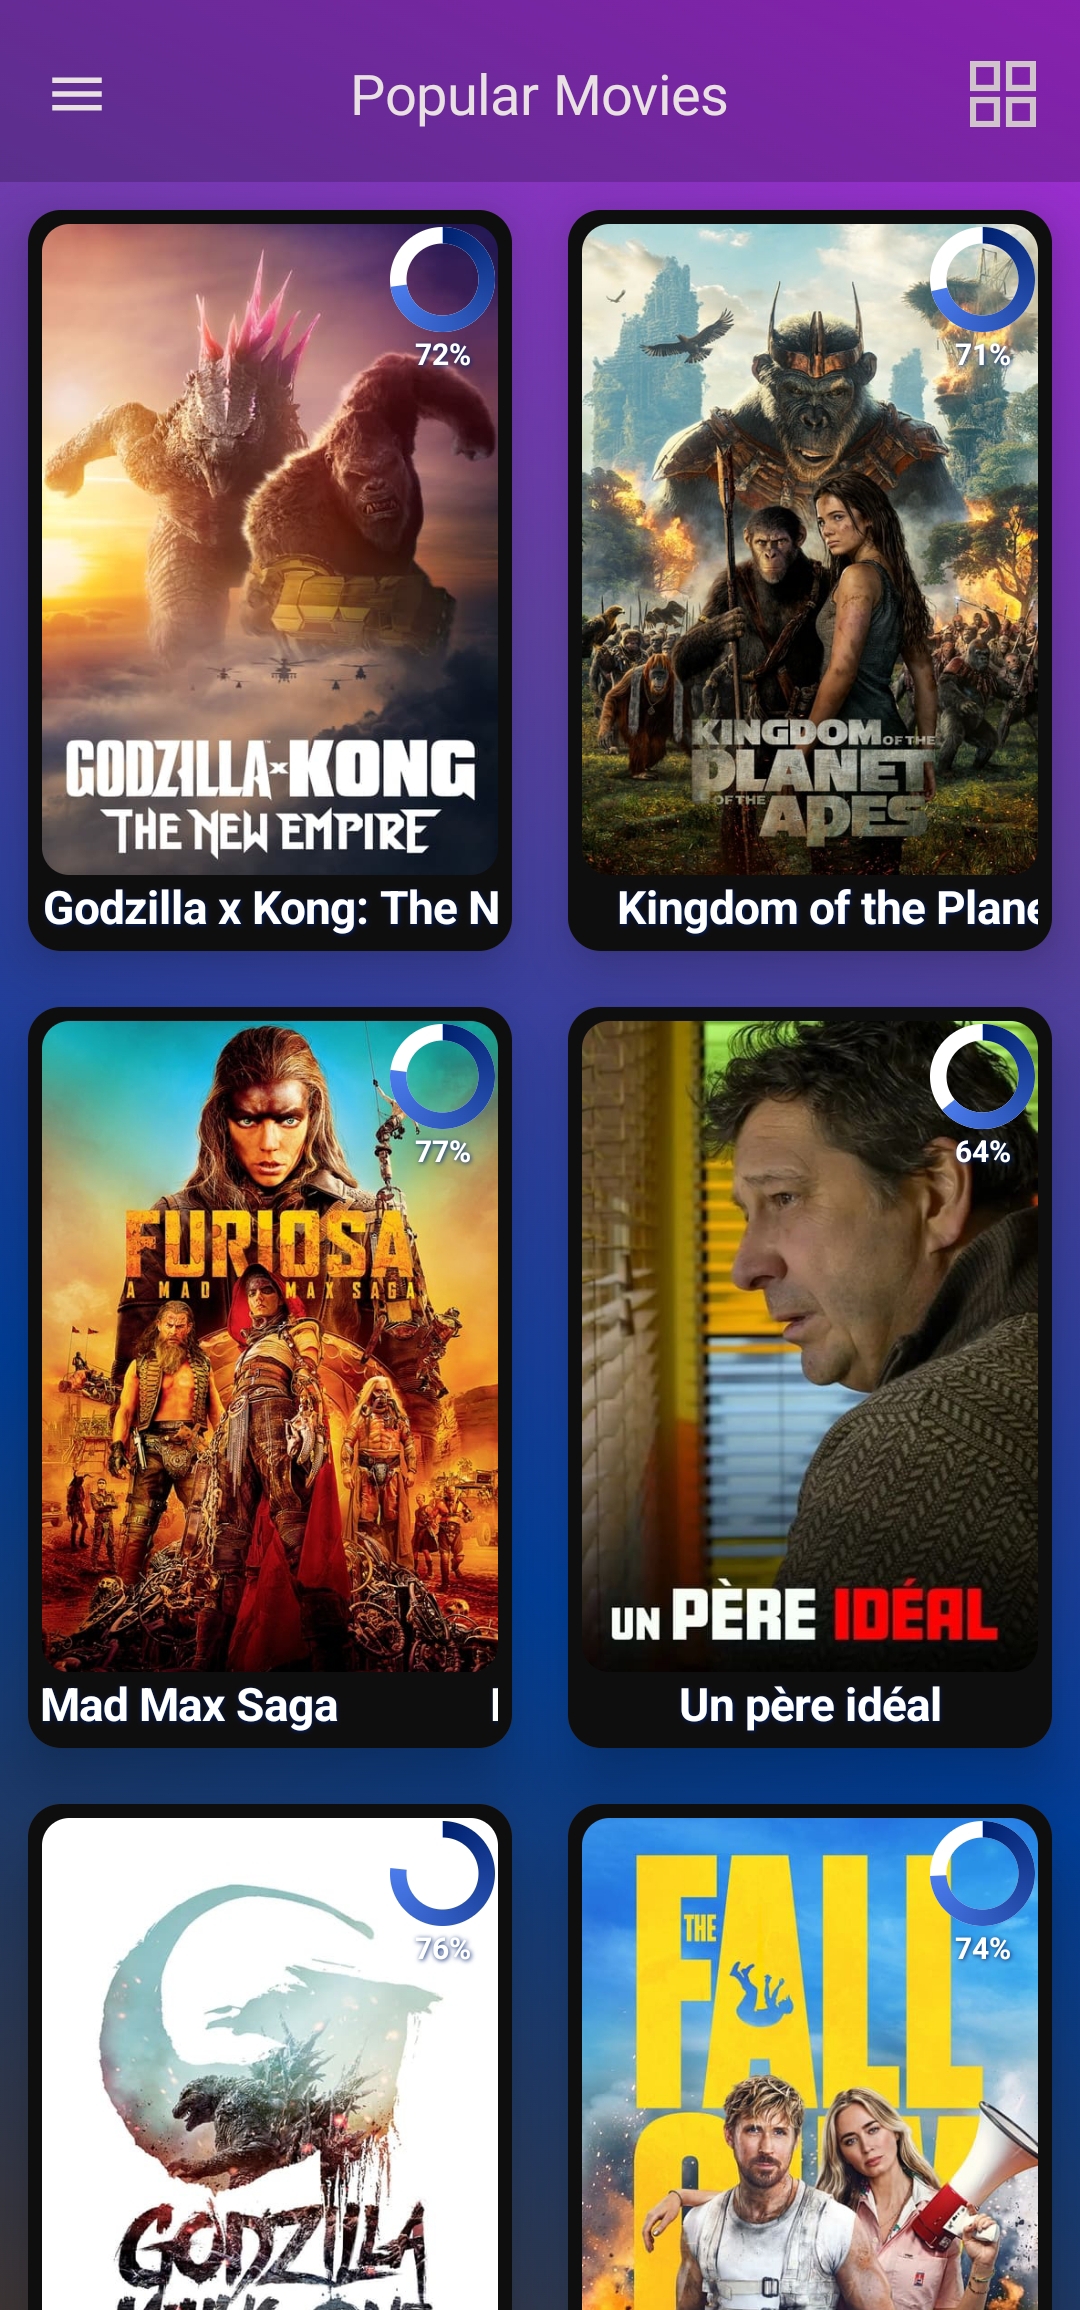 Popular Movies
72%
GODZILLA x KONG
THE NEW EMPIRE
Godzilla x Kong: The N
71%
KINGDOM OF THE
PLANET
OF THE APES
Kingdom of the Plane
77%
FURIOSA
A MAD MAX SAGA
Mad Max Saga
64%
UN PÈRE IDÉAL
Un père idéal
76%
GODZILLA
74%
THE
FALL